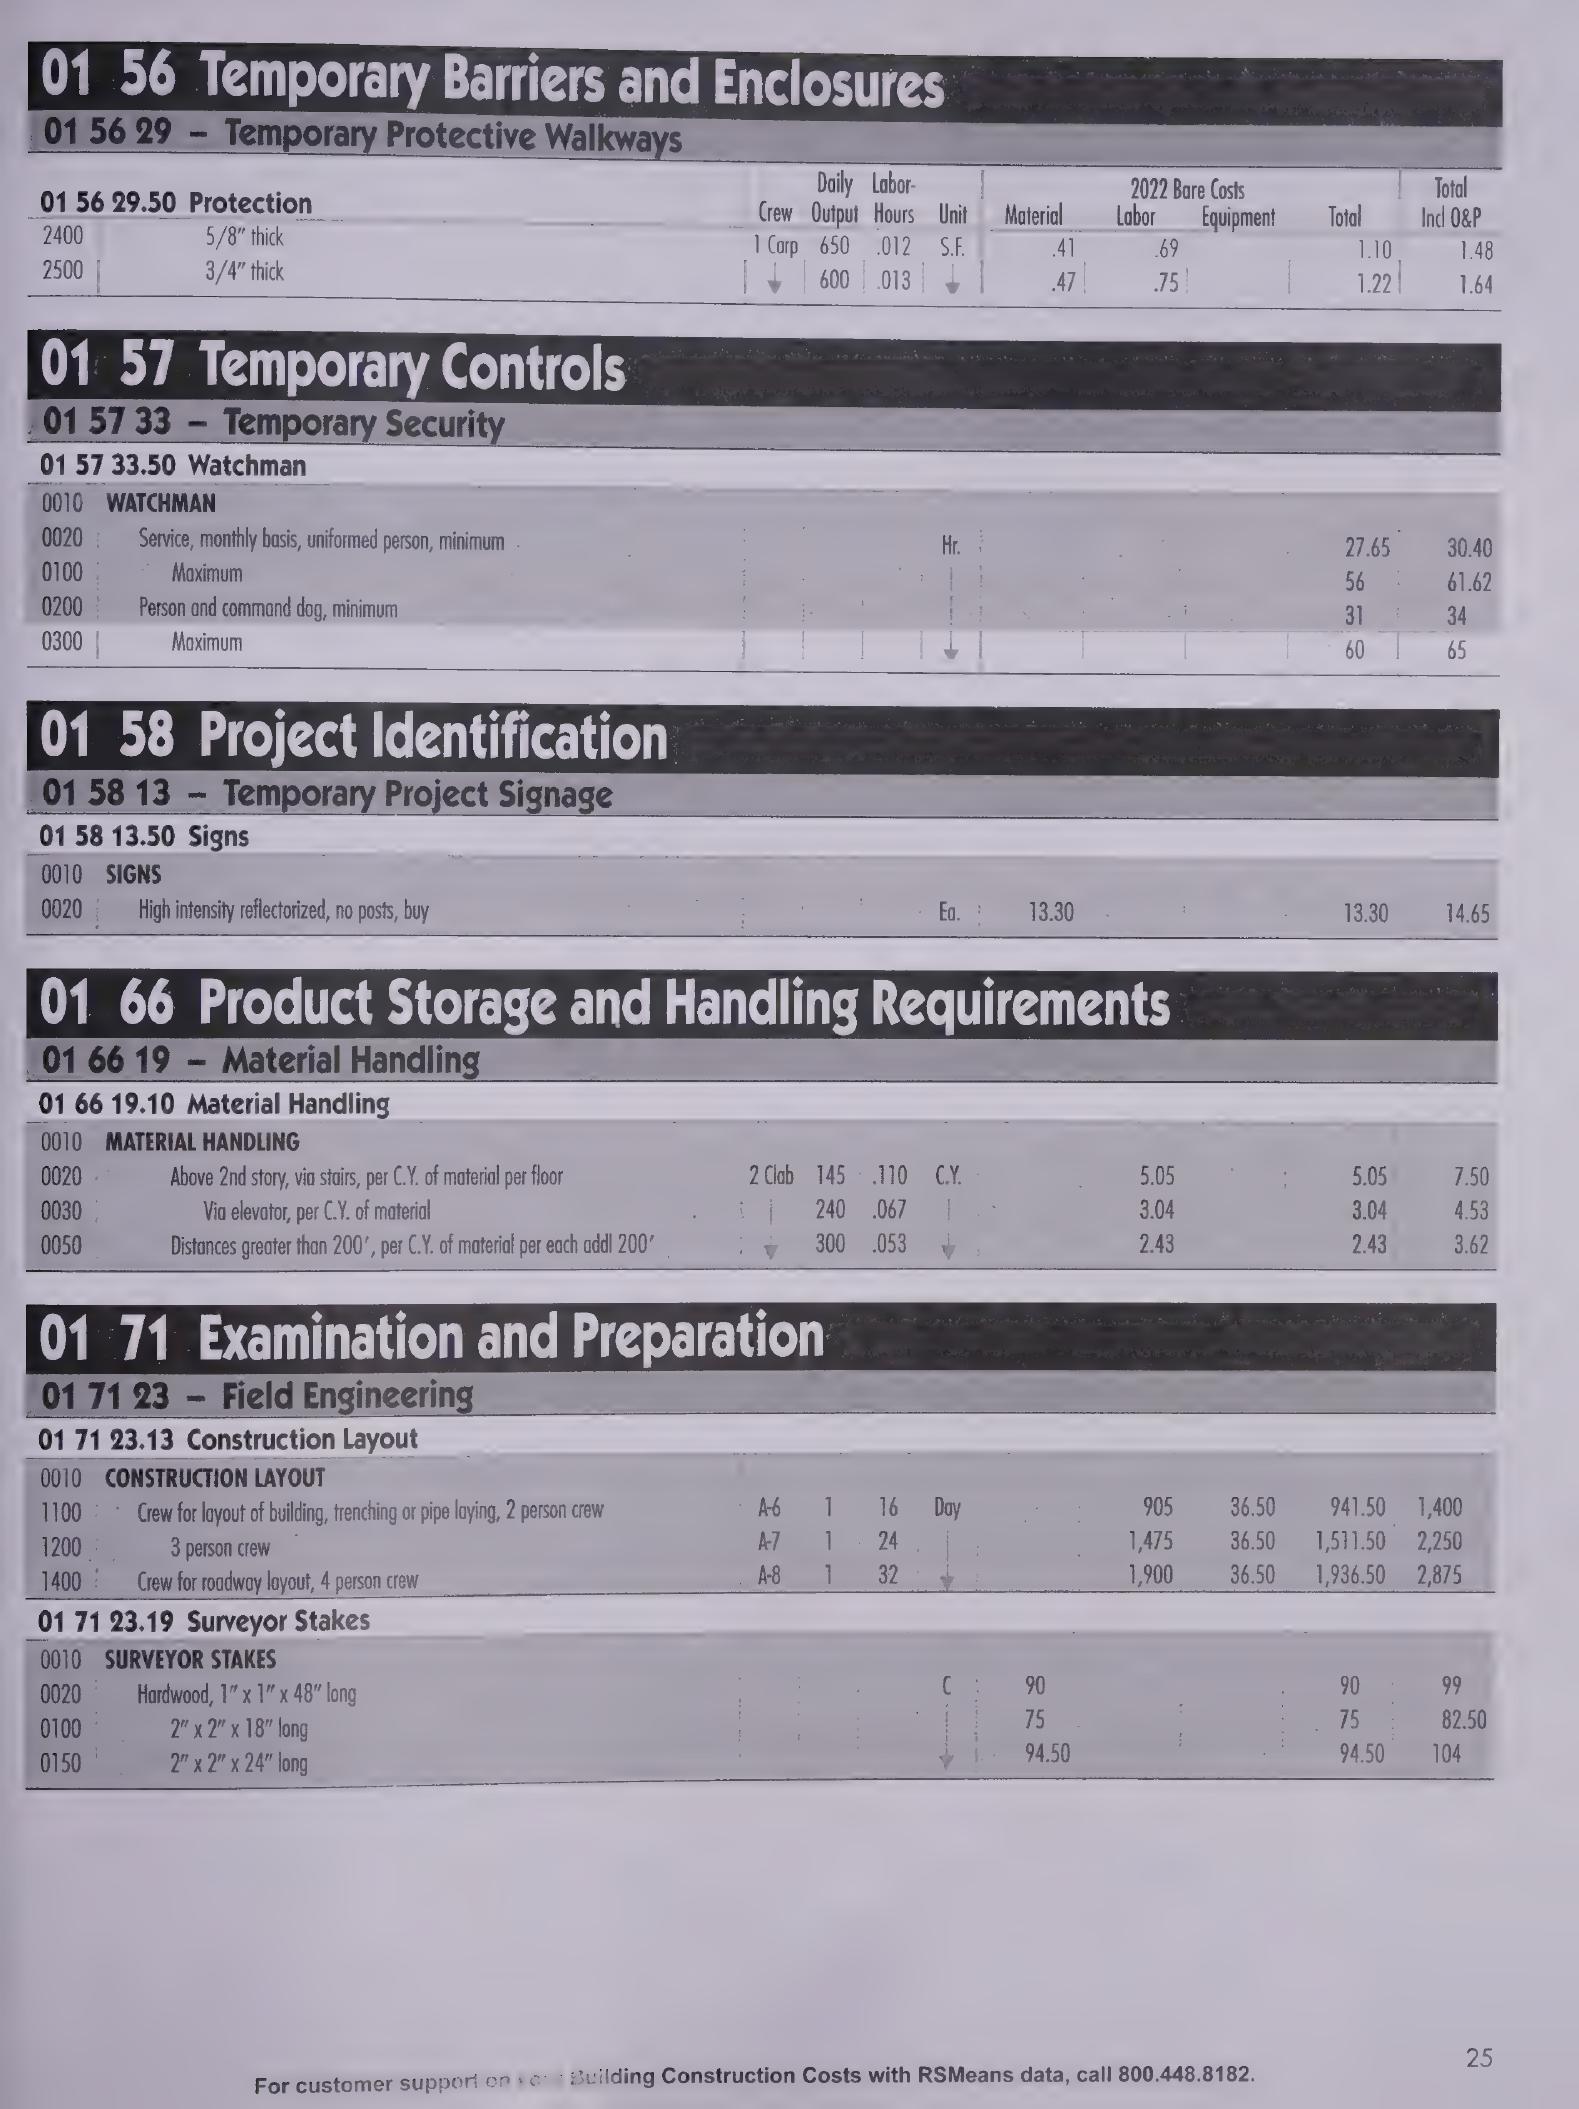 01 56 Temporary Barriers and Enclosures
01 56 29 – Temporary Protective Walkways
01 56 29.50 Protection Crew Daily Output Labor-Hours Unit 2022 Bare Costs Material Labor Equipment Total Total Incl O&P
2400 5/8" thick 1 Carp 650 .012 S.F. .41 .69 1.10 1.48
2500 3/4" thick 600 .013 .47 .75 1.22 1.64
01 57 Temporary Controls
01 57 33 – Temporary Security
01 57 33.50 Watchman
0010 WATCHMAN
0020 Service, monthly basis, uniformed person, minimum Hr. 27.65 30.40
0100 Maximum 56 61.62
0200 Person and command dog, minimum 31 34
0300 Maximum 60 65
01 58 Project Identification
01 58 13 – Temporary Project Signage
01 58 13.50 Signs
0010 SIGNS
0020 High intensity reflectorized, no posts, buy Ea. 13.30 13.30 14.65
01 66 Product Storage and Handling Requirements
01 66 19 – Material Handling
01 66 19.10 Material Handling
0010 MATERIAL HANDLING
0020 Above 2nd story, via stairs, per C.Y. of material per floor 2 Clab 145 .110 C.Y. 5.05 5.05 7.50
0030 Via elevator, per C.Y. of material 240 .067 3.04 3.04 4.53
0050 Distances greater than 200', per C.Y. of material per each addl 200' 300 .053 2.43 2.43 3.62
01 71 Examination and Preparation
01 71 23 – Field Engineering
01 71 23.13 Construction Layout
0010 CONSTRUCTION LAYOUT
1100 Crew for layout of building, trenching or pipe laying, 2 person crew A-6 1 16 Day 905 36.50 941.50 1,400
1200 3 person crew A-7 1 24 1,475 36.50 1,511.50 2,250
1400 Crew for roadway layout, 4 person crew A-8 1 32 1,900 36.50 1,936.50 2,875
01 71 23.19 Surveyor Stakes
0010 SURVEYOR STAKES
0020 Hardwood, 1" x 1" x 48" long C 90 90 99
0100 2" x 2" x 18" long 75 75 82.50
0150 2" x 2" x 24" long 94.50 94.50 104
For customer support on Building Construction Costs with RSMeans data, call 800.448.8182.
25